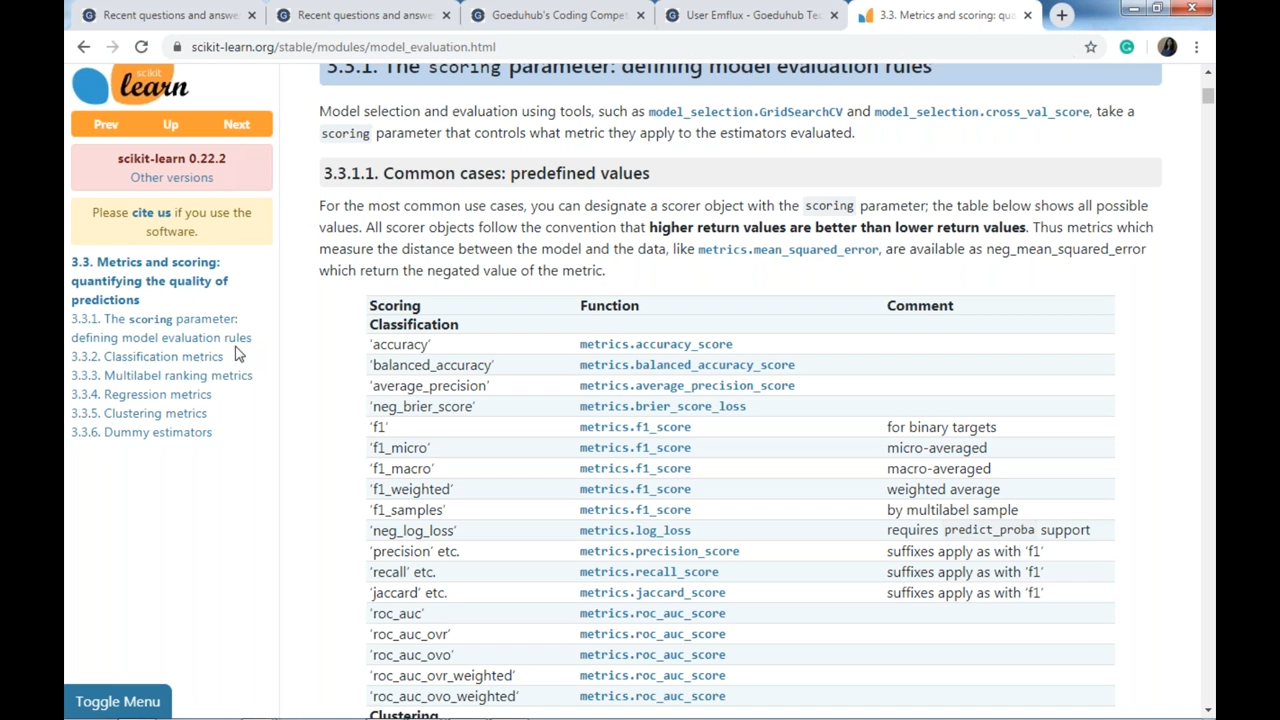 Recent questions and answe
Recent questions and answe
Goeduhub's Coding Compet
User Emflux - Goeduhub Te
3.3. Metrics and scoring: qua
scikit-learn.org/stable/modules/model_evaluation.html
scikit
learn
Prev Up Next
scikit-learn 0.22.2
Other versions
Please cite us if you use the
software.
3.3. Metrics and scoring:
quantifying the quality of
predictions
3.3.1. The scoring parameter:
defining model evaluation rules
3.3.2. Classification metrics
3.3.3. Multilabel ranking metrics
3.3.4. Regression metrics
3.3.5. Clustering metrics
3.3.6. Dummy estimators
Toggle Menu
3.3.1. The scoring parameter: defining model evaluation rules
Model selection and evaluation using tools, such as model_selection.GridSearchCV and model_selection.cross_val_score, take a
scoring parameter that controls what metric they apply to the estimators evaluated.
3.3.1.1. Common cases: predefined values
For the most common use cases, you can designate a scorer object with the scoring parameter; the table below shows all possible
values. All scorer objects follow the convention that higher return values are better than lower return values. Thus metrics which
measure the distance between the model and the data, like metrics.mean_squared_error, are available as neg_mean_squared_error
which return the negated value of the metric.
Scoring Function Comment
Classification
'accuracy' metrics.accuracy_score
'balanced_accuracy' metrics.balanced_accuracy_score
'average_precision' metrics.average_precision_score
'neg_brier_score' metrics.brier_score_loss
'f1' metrics.f1_score for binary targets
'f1_micro' metrics.f1_score micro-averaged
'f1_macro' metrics.f1_score macro-averaged
'f1_weighted' metrics.f1_score weighted average
'f1_samples' metrics.f1_score by multilabel sample
'neg_log_loss' metrics.log_loss requires predict_proba support
'precision' etc. metrics.precision_score suffixes apply as with 'f1'
'recall' etc. metrics.recall_score suffixes apply as with 'f1'
'jaccard' etc. metrics.jaccard_score suffixes apply as with 'f1'
'roc_auc' metrics.roc_auc_score
'roc_auc_ovr' metrics.roc_auc_score
'roc_auc_ovo' metrics.roc_auc_score
'roc_auc_ovr_weighted' metrics.roc_auc_score
'roc_auc_ovo_weighted' metrics.roc_auc_score
Clustering